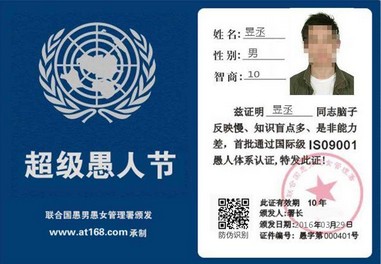 超级愚人节
联合国愚男愚女管理署颁发
www.at168.com 承制
姓名: 昱丞
性别: 男
智商: 10
兹证明 昱丞 同志脑子
反映慢、知识盲点多、是非能力
差，首批通过国际级IS09001
愚人体系认证,特发此证!
此证有效期 10年
颁发人:署长
颁发日期:2016年03月29日
证件编号:愚字第000401号
防伪识别